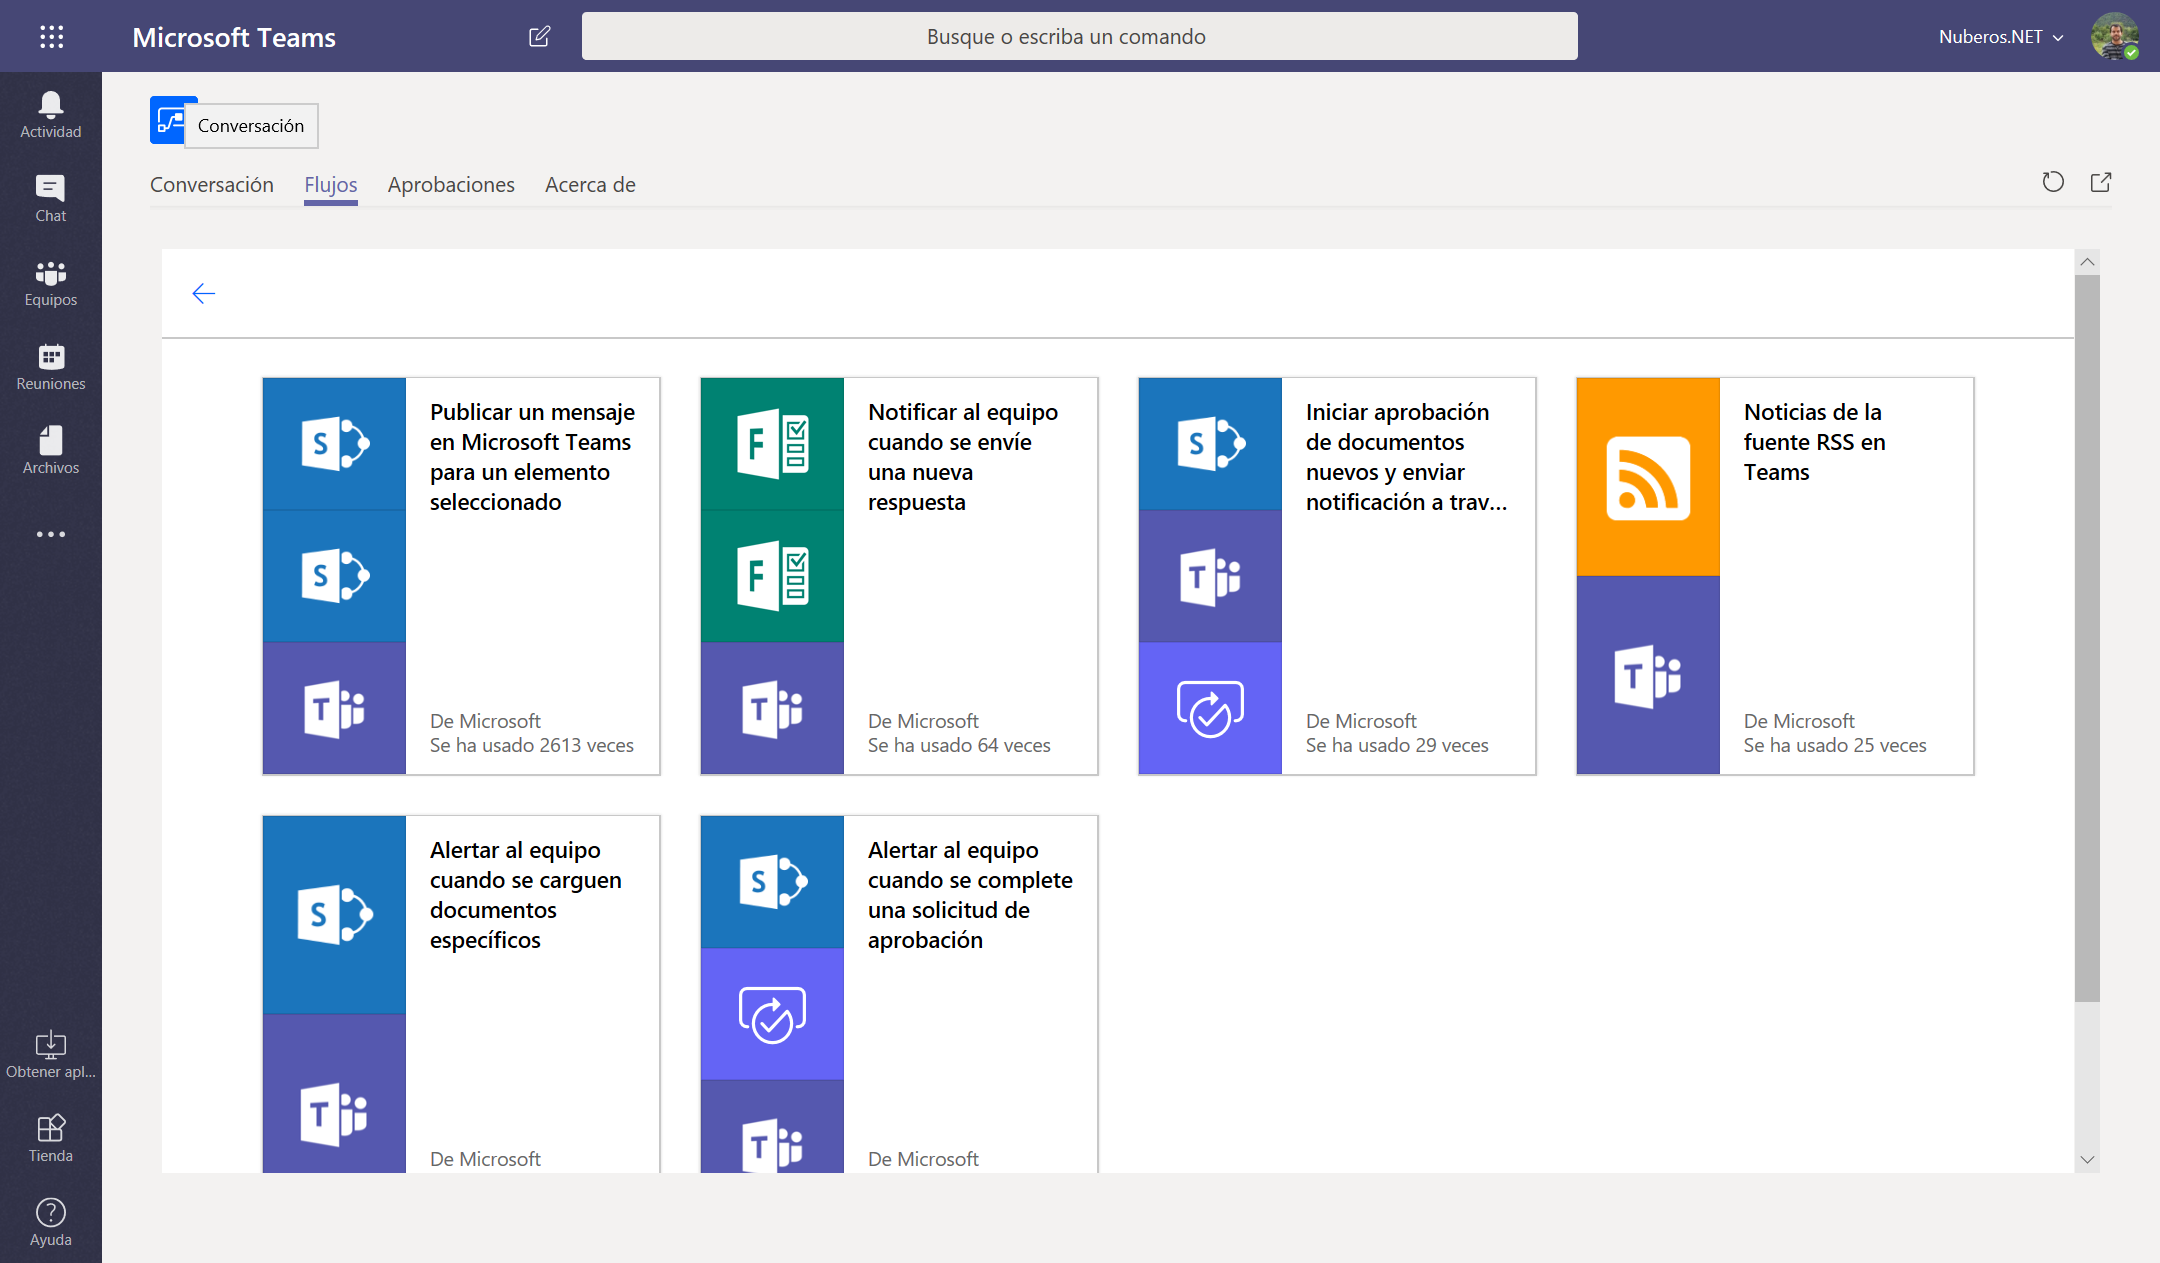 Microsoft Teams
Busque o escriba un comando
Nuberos.NET
Actividad
Chat
Equipos
Reuniones
Archivos
Obtener apl...
Tienda
Ayuda
Conversación
Conversación
Flujos
Aprobaciones
Acerca de
S
S
T
Publicar un mensaje
en Microsoft Teams
para un elemento
seleccionado
De Microsoft
Se ha usado 2613 veces
F
F
T
Notificar al equipo
cuando se envíe
una nueva
respuesta
De Microsoft
Se ha usado 64 veces
S
T
Iniciar aprobación
de documentos
nuevos y enviar
notificación a trav...
De Microsoft
Se ha usado 29 veces
T
Noticias de la
fuente RSS en
Teams
De Microsoft
Se ha usado 25 veces
S
T
Alertar al equipo
cuando se carguen
documentos
específicos
De Microsoft
S
T
Alertar al equipo
cuando se complete
una solicitud de
aprobación
De Microsoft